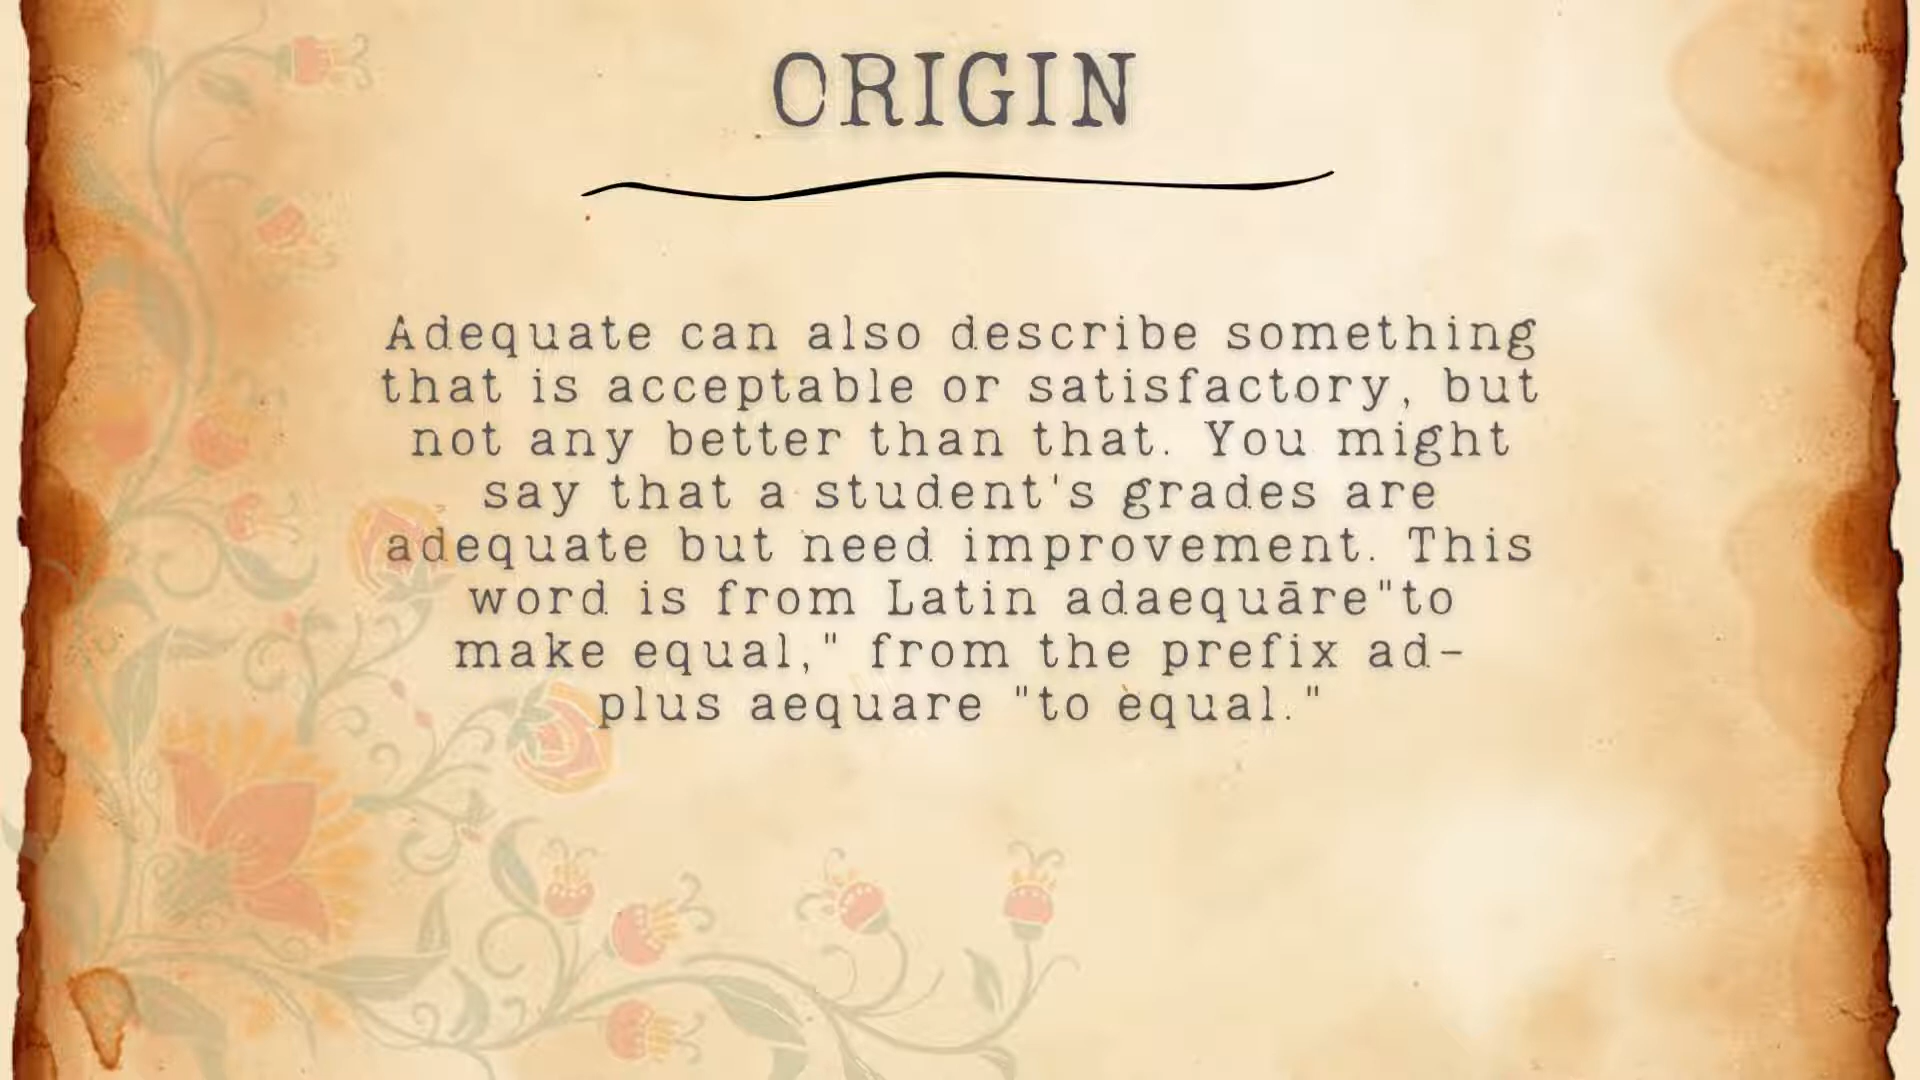 ORIGIN
Adequate can also describe something
that is acceptable or satisfactory, but
not any better than that. You might
say that a student's grades are
adequate but need improvement. This
word is from Latin adaequāre"to
make equal," from the prefix ad-
plus aequare "to equal."